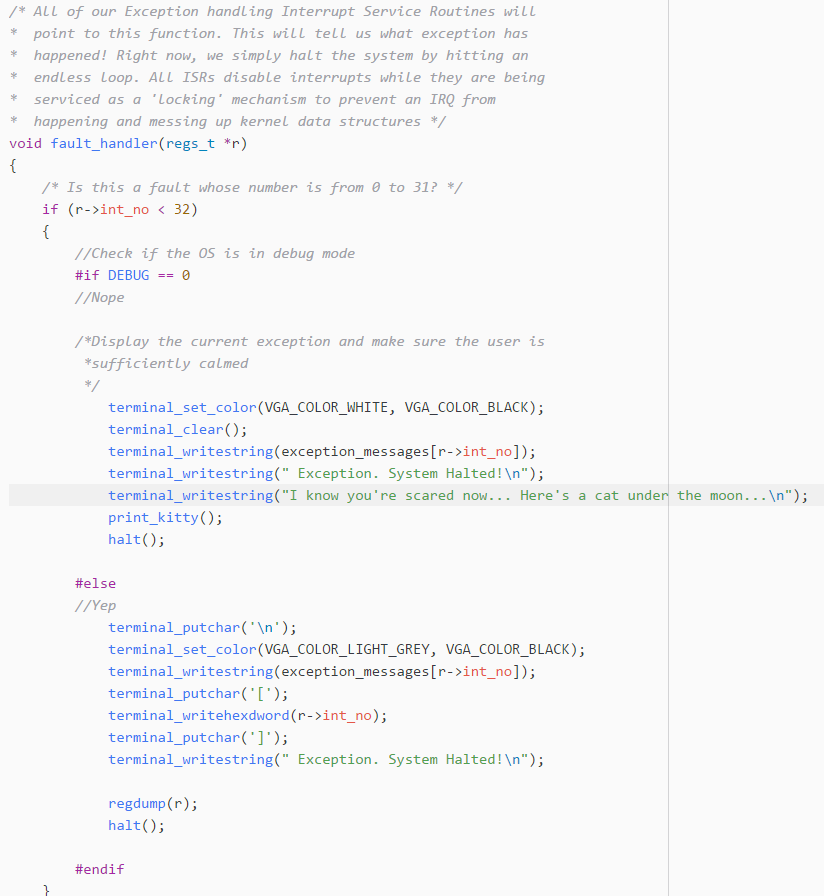 /* All of our Exception handling Interrupt Service Routines will
*  point to this function. This will tell us what exception has
*  happened! Right now, we simply halt the system by hitting an
*  endless loop. All ISRs disable interrupts while they are being
*  serviced as a 'locking' mechanism to prevent an IRQ from
*  happening and messing up kernel data structures */
void fault_handler(regs_t *r)
{
    /* Is this a fault whose number is from 0 to 31? */
    if (r->int_no < 32)
    {
        //Check if the OS is in debug mode
        #if DEBUG == 0
        //Nope

        /*Display the current exception and make sure the user is
         *sufficiently calmed
         */
            terminal_set_color(VGA_COLOR_WHITE, VGA_COLOR_BLACK);
            terminal_clear();
            terminal_writestring(exception_messages[r->int_no]);
            terminal_writestring(" Exception. System Halted!\n");
            terminal_writestring("I know you're scared now... Here's a cat under the moon...\n");
            print_kitty();
            halt();

        #else
        //Yep
            terminal_putchar('\n');
            terminal_set_color(VGA_COLOR_LIGHT_GREY, VGA_COLOR_BLACK);
            terminal_writestring(exception_messages[r->int_no]);
            terminal_putchar('[');
            terminal_writehexdword(r->int_no);
            terminal_putchar(']');
            terminal_writestring(" Exception. System Halted!\n");

            regdump(r);
            halt();

        #endif
    }